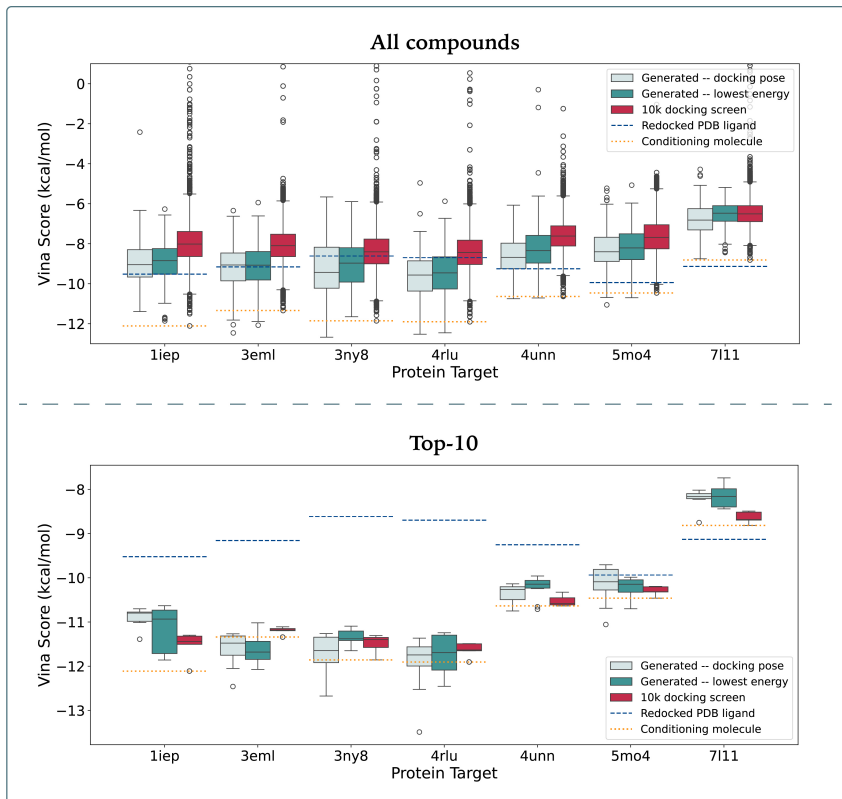 All compounds
Vina Score (kcal/mol)
0
−2
−4
−6
−8
−10
−12
Generated -- docking pose
Generated -- lowest energy
10k docking screen
Redocked PDB ligand
Conditioning molecule
1iep 3eml 3ny8 4rlu 4unn 5mo4 7l11
Protein Target
Top-10
Vina Score (kcal/mol)
−8
−9
−10
−11
−12
−13
Generated -- docking pose
Generated -- lowest energy
10k docking screen
Redocked PDB ligand
Conditioning molecule
1iep 3eml 3ny8 4rlu 4unn 5mo4 7l11
Protein Target